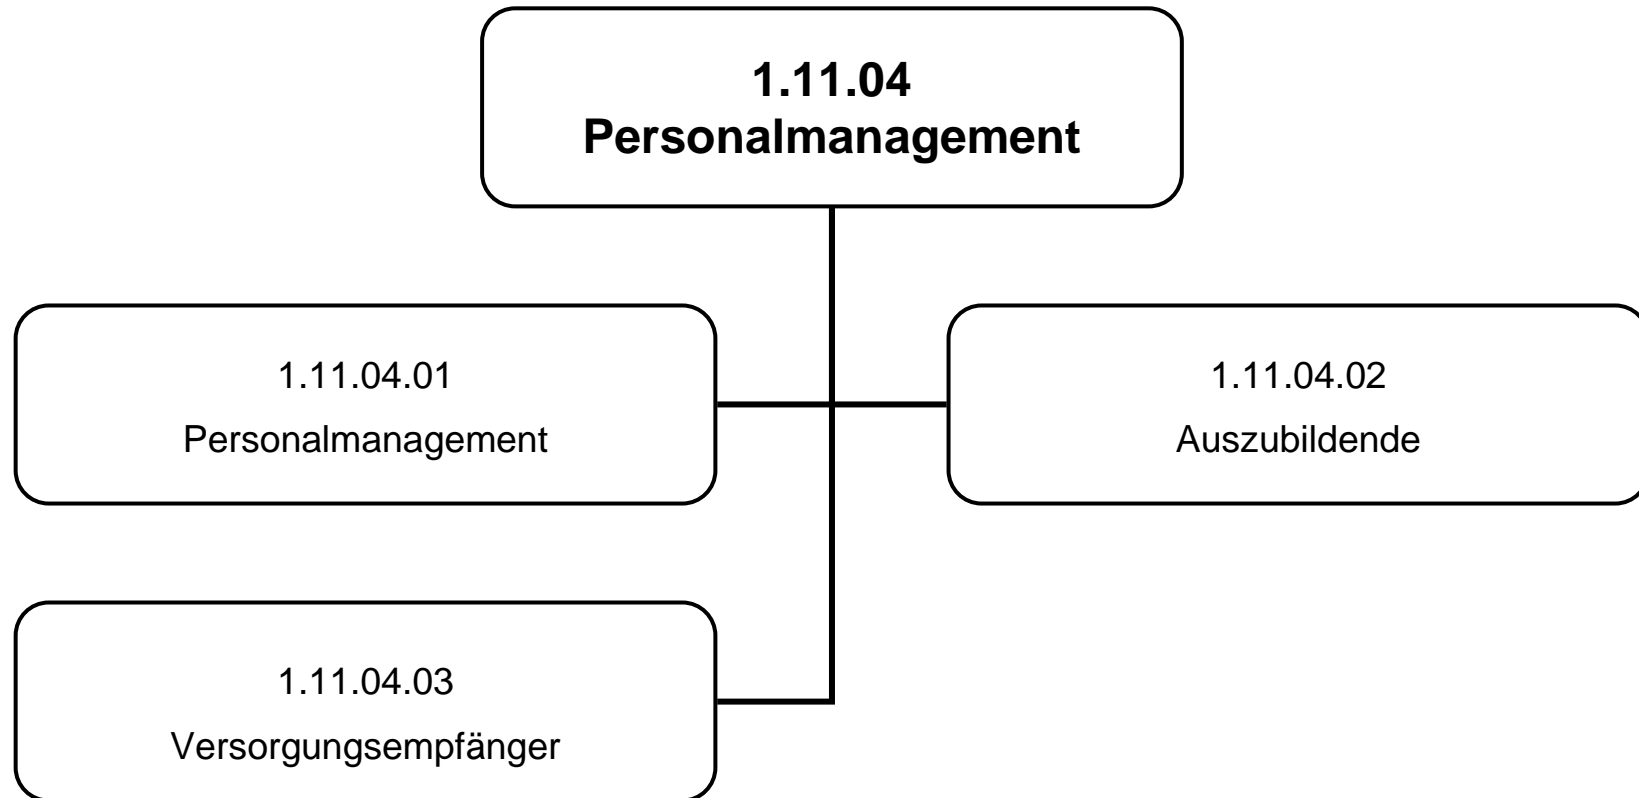 1.11.04
Personalmanagement
1.11.04.01
Personalmanagement
1.11.04.02
Auszubildende
1.11.04.03
Versorgungsempfänger